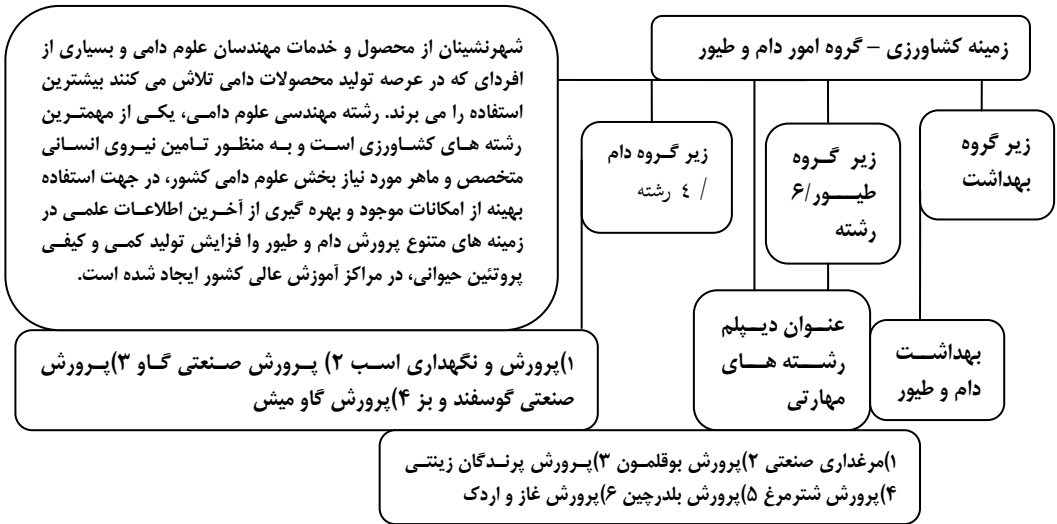 زمینه کشاورزی – گروه امور دام و طیور
شهرنشینان از محصول و خدمات مهندسان علوم دامی و بسیاری از
افردای که در عرصه تولید محصولات دامی تلاش می کنند بیشترین
استفاده را می برند. رشته مهندسی علوم دامی، یکی از مهمترین
رشته های کشاورزی است و به منظور تامین نیروی انسانی
متخصص و ماهر مورد نیاز بخش علوم دامی کشور، در جهت استفاده
بهینه از امکانات موجود و بهره گیری از آخرین اطلاعات علمی در
زمینه های متنوع پرورش دام و طیور وا فزایش تولید کمی و کیفی
پروتئین حیوانی، در مراکز آموزش عالی کشور ایجاد شده است.
زیر گروه
بهداشت
زیر گروه
طیور/۶
رشته
زیر گروه دام
/ ٤ رشته
بهداشت
دام و طیور
عنوان دیپلم
رشته های
مهارتی
۱)پرورش و نگهداری اسب ۲) پرورش صنعتی گاو ۳)پرورش
صنعتی گوسفند و بز ۴)پرورش گاو میش
۱)مرغداری صنعتی ۲)پرورش بوقلمون ۳)پرورش پرندگان زینتی
۴)پرورش شترمرغ ۵)پرورش بلدرچین ۶)پرورش غاز و اردک